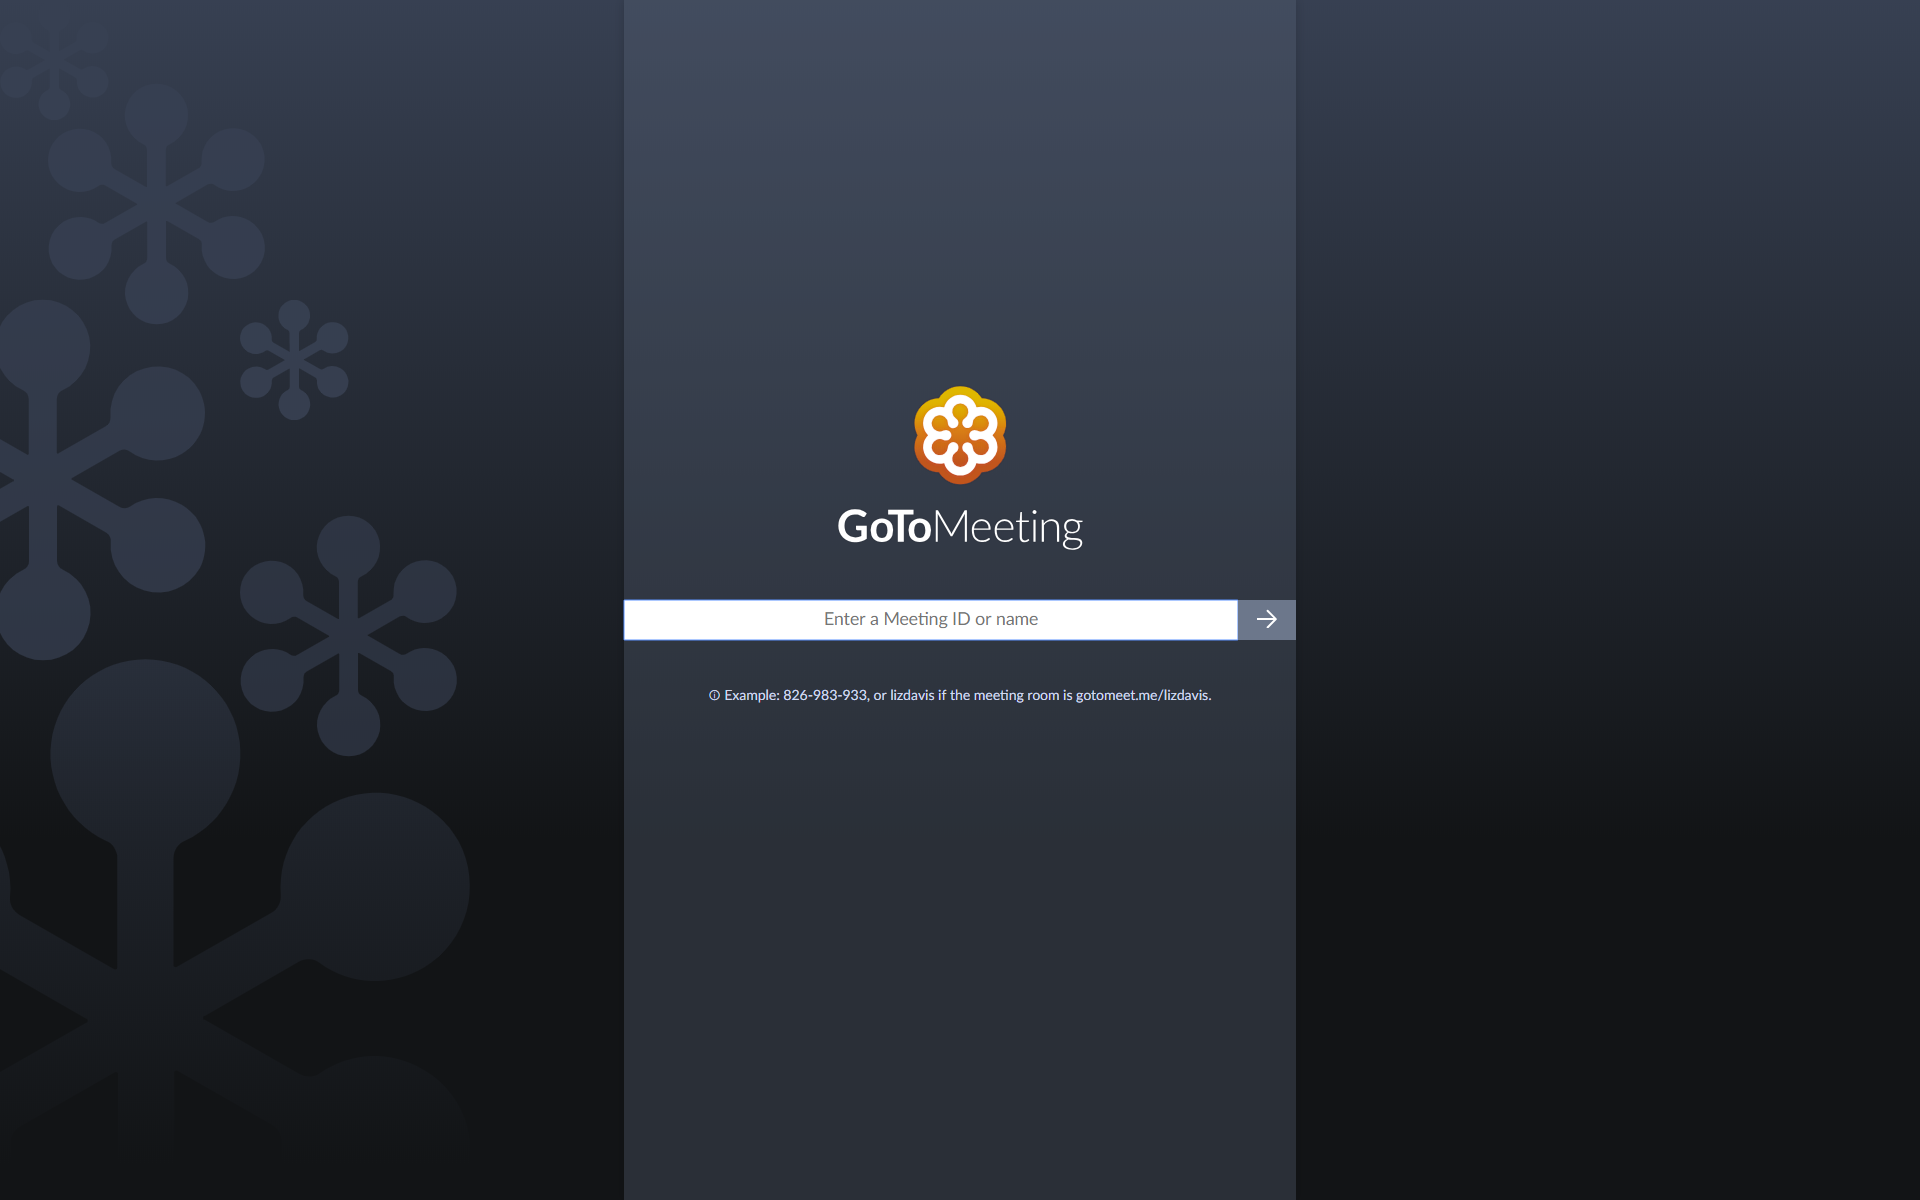 GoToMeeting
Enter a Meeting ID or name
Example: 826-983-933, or lizdavis if the meeting room is gotomeet.me/lizdavis.